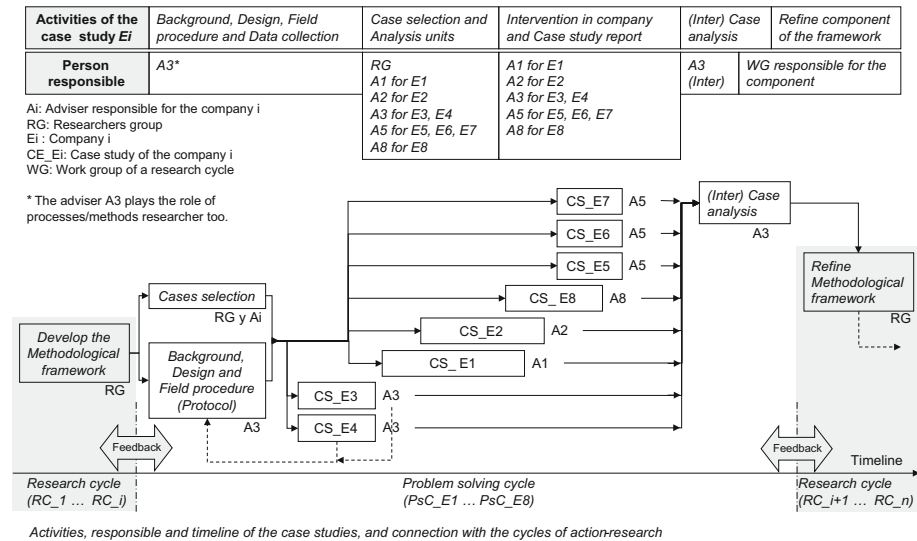 Activities of the
case study Ei
Background, Design, Field
procedure and Data collection
Case selection and
Analysis units
Intervention in company
and Case study report
(Inter) Case
analysis
Refine component
of the framework
Person
responsible
A3*
RG
A1 for E1
A2 for E2
A3 for E3, E4
A5 for E5, E6, E7
A8 for E8
A1 for E1
A2 for E2
A3 for E3, E4
A5 for E5, E6, E7
A8 for E8
A3
(Inter)
WG responsible for the
component
Ai: Adviser responsible for the company i
RG: Researchers group
Ei : Company i
CE_Ei: Case study of the company i
WG: Work group of a research cycle
* The adviser A3 plays the role of
processes/methods researcher too.
CS_E7 A5
CS_E6 A5
CS_E5 A5
CS_E8 A8
CS_E2 A2
CS_E1 A1
CS_E3 A3
CS_E4 A3
(Inter) Case
analysis
A3
Refine
Methodological
framework
RG
Cases selection
RG y Ai
Develop the
Methodological
framework
RG
Background,
Design and
Field procedure
(Protocol)
A3
Feedback
Feedback
Timeline
Research cycle
(RC_1 ... RC_i)
Problem solving cycle
(PsC_E1 ... PsC_E8)
Research cycle
(RC_i+1 ... RC_n)
Activities, responsible and timeline of the case studies, and connection with the cycles of action-research